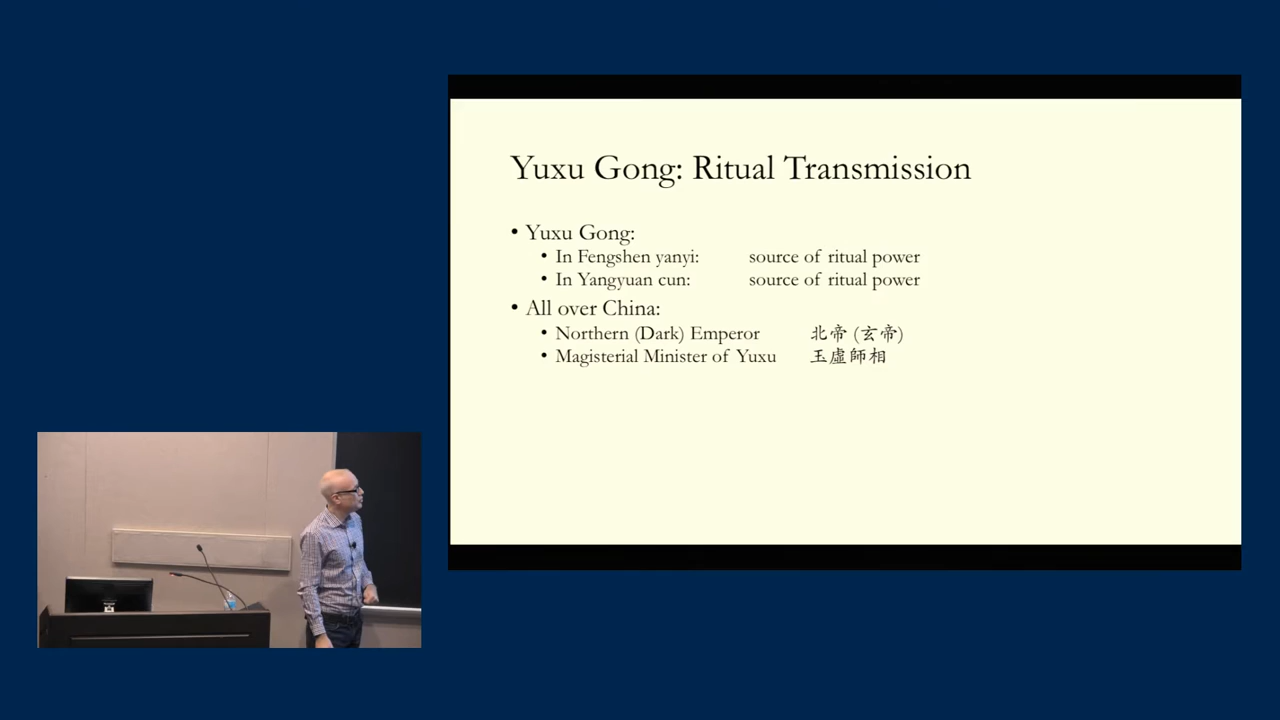 Yuxu Gong: Ritual Transmission
• Yuxu Gong:
• In Fengshen yanyi: source of ritual power
• In Yangyuan cun: source of ritual power
• All over China:
• Northern (Dark) Emperor 北帝 (玄帝)
• Magisterial Minister of Yuxu 玉虛師相